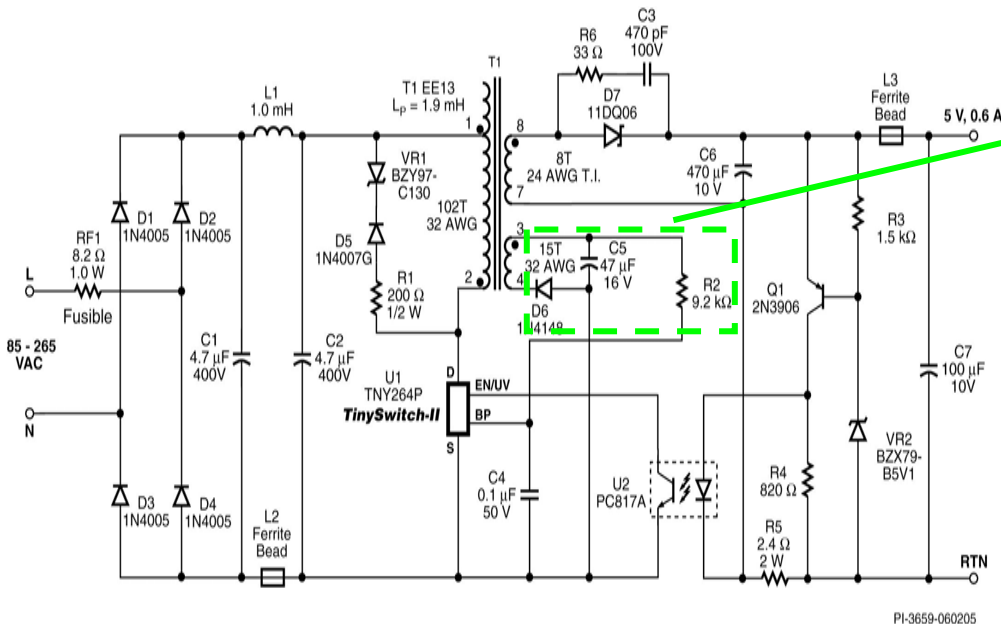 C3
470 pF
100V
R6
33 Ω
T1
D7
11DQ06
L3
Ferrite
Bead
5 V, 0.6 A
L1
1.0 mH
T1 EE13
LP = 1.9 mH
1
8
8T
24 AWG T.I.
7
C6
470 µF
10 V
VR1
BZY97-
C130
102T
32 AWG
D1
1N4005
D2
1N4005
RF1
8.2 Ω
1.0 W
L
Fusible
D5
1N4007G
R1
200 Ω
1/2 W
2
3
15T
32 AWG
4
C5
47 µF
16 V
D6
1N4148
R2
9.2 kΩ
R3
1.5 kΩ
Q1
2N3906
85 - 265
VAC
N
C1
4.7 µF
400V
C2
4.7 µF
400V
U1
TNY264P
TinySwitch-II
D
S
EN/UV
BP
C7
100 µF
10V
VR2
BZX79-
B5V1
D3
1N4005
D4
1N4005
L2
Ferrite
Bead
C4
0.1 µF
50 V
U2
PC817A
R4
820 Ω
R5
2.4 Ω
2 W
RTN
PI-3659-060205